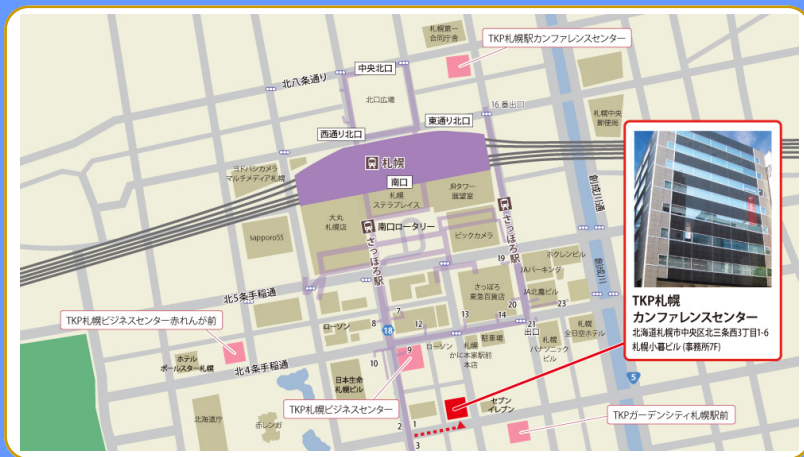 札幌第一
合同庁舎
TKP札幌駅カンファレンスセンター
中央北口
北八条通り
北口広場
16番出口
東通り北口
西通り北口
札幌中央
郵便局
札幌
ヨドバシカメラ
マルチメディア札幌
南口
札幌
ステラプレイス
JRタワー
展望室
大丸
札幌店
南口ロータリー
さっぽろ駅
さっぽろ駅
ビックカメラ
sapporo55
創成川通
創成川
19
ホクレンビル
JAパーキング
JA北農ビル
さっぽろ
東急百貨店
北5条手稲通
TKP札幌ビジネスセンター赤れんが前
ローソン
7
8
18
12
13
14
20
21
出口
23
9
10
ローソン
札幌
かに本家駅前
本店
駐車場
札幌
パナソニック
ビル
札幌
全日空ホテル
ホテル
ポールスター札幌
北4条手稲通
日本生命
札幌ビル
TKP札幌ビジネスセンター
北海道庁
赤レンガ
1
2
3
セブン
イレブン
TKPガーデンシティ札幌駅前
5
TKP札幌
カンファレンスセンター
北海道札幌市中央区北三条西3丁目1-6
札幌小暮ビル (事務所7F)